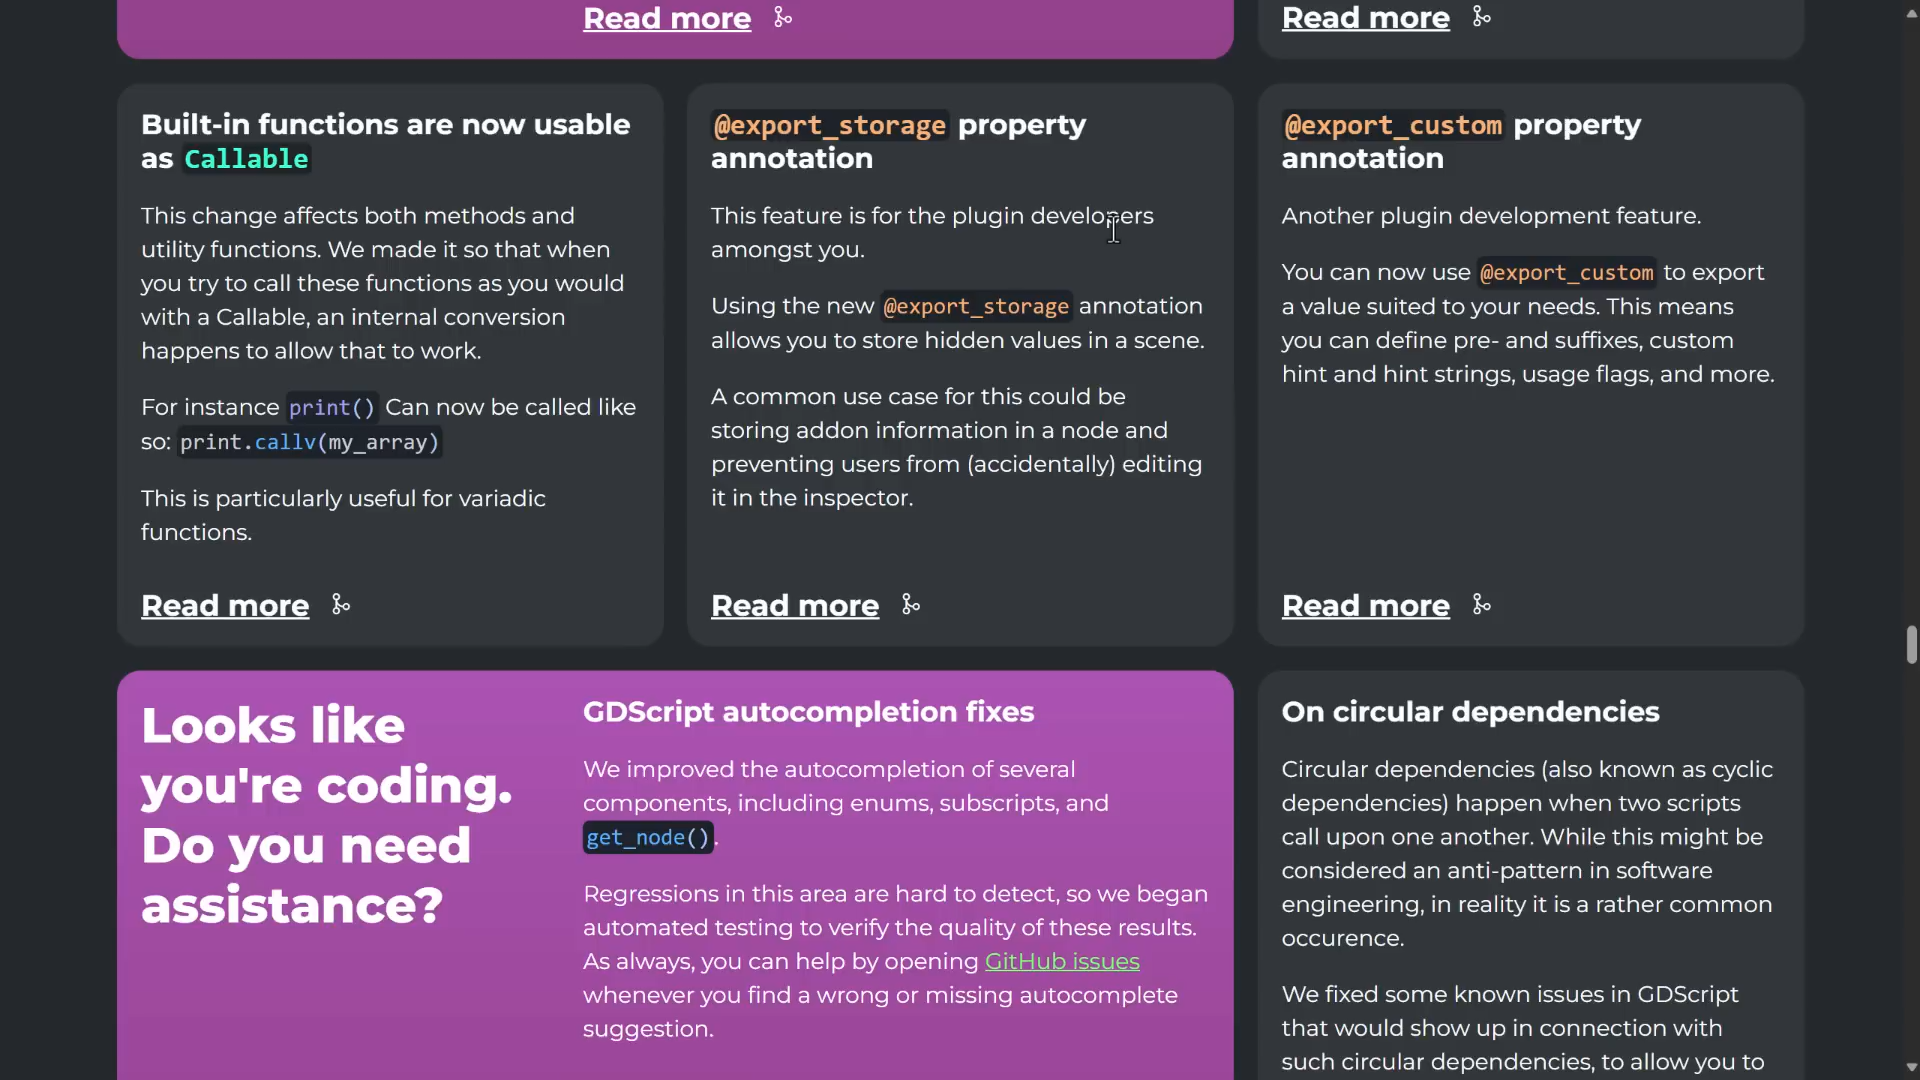 Read more
Read more
Built-in functions are now usable
as Callable
This change affects both methods and
utility functions. We made it so that when
you try to call these functions as you would
with a Callable, an internal conversion
happens to allow that to work.
For instance print() Can now be called like
so: print.callv(my_array)
This is particularly useful for variadic
functions.
Read more
@export_storage property
annotation
This feature is for the plugin developers
amongst you.
Using the new @export_storage annotation
allows you to store hidden values in a scene.
A common use case for this could be
storing addon information in a node and
preventing users from (accidentally) editing
it in the inspector.
Read more
@export_custom property
annotation
Another plugin development feature.
You can now use @export_custom to export
a value suited to your needs. This means
you can define pre- and suffixes, custom
hint and hint strings, usage flags, and more.
Read more
Looks like
you're coding.
Do you need
assistance?
GDScript autocompletion fixes
We improved the autocompletion of several
components, including enums, subscripts, and
get_node().
Regressions in this area are hard to detect, so we began
automated testing to verify the quality of these results.
As always, you can help by opening GitHub issues
whenever you find a wrong or missing autocomplete
suggestion.
On circular dependencies
Circular dependencies (also known as cyclic
dependencies) happen when two scripts
call upon one another. While this might be
considered an anti-pattern in software
engineering, in reality it is a rather common
occurence.
We fixed some known issues in GDScript
that would show up in connection with
such circular dependencies, to allow you to